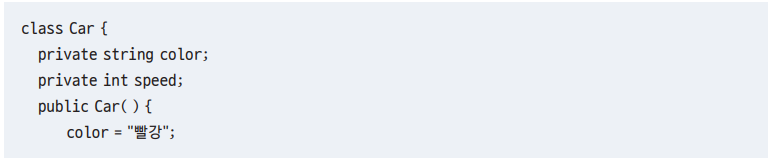 class Car {
private string color;
private int speed;
public Car( ) {
color = "빨강";